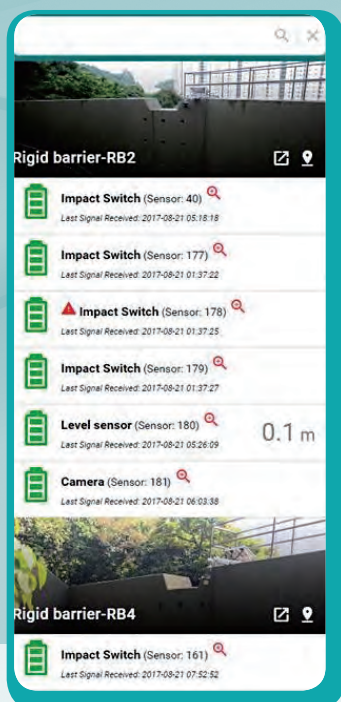 Rigid barrier-RB2
Impact Switch (Sensor: 40)
Last Signal Received: 2017-08-21 05:18:18
Impact Switch (Sensor: 177)
Last Signal Received: 2017-08-21 01:37:22
Impact Switch (Sensor: 178)
Last Signal Received: 2017-08-21 01:37:25
Impact Switch (Sensor: 179)
Last Signal Received: 2017-08-21 01:37:27
Level sensor (Sensor: 180)
0.1 m
Last Signal Received: 2017-08-21 05:26:09
Camera (Sensor: 181)
Last Signal Received: 2017-08-21 06:03:38
Rigid barrier-RB4
Impact Switch (Sensor: 161)
Last Signal Received: 2017-08-21 07:52:52